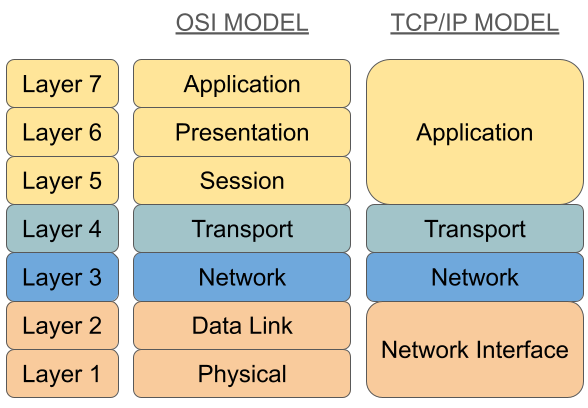 OSI MODEL TCP/IP MODEL
Layer 7 Application
Layer 6 Presentation Application
Layer 5 Session
Layer 4 Transport Transport
Layer 3 Network Network
Layer 2 Data Link
Network Interface
Layer 1 Physical